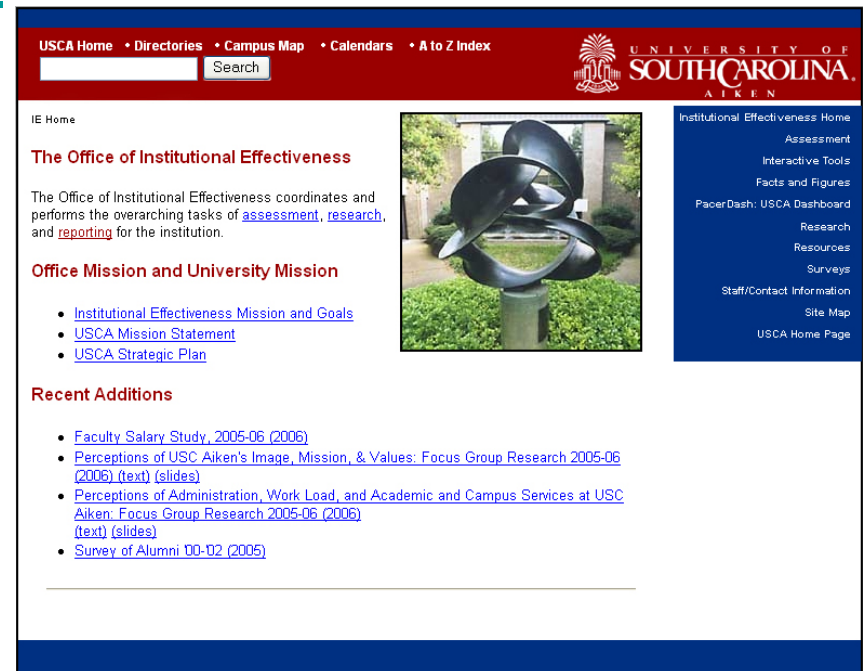 USCA Home • Directories • Campus Map • Calendars • A to Z Index
Search
UNIVERSITY OF
SOUTH CAROLINA.
AIKEN
IE Home
The Office of Institutional Effectiveness
The Office of Institutional Effectiveness coordinates and
performs the overarching tasks of assessment, research,
and reporting for the institution.
Office Mission and University Mission
• Institutional Effectiveness Mission and Goals
• USCA Mission Statement
• USCA Strategic Plan
Recent Additions
• Faculty Salary Study, 2005-06 (2006)
• Perceptions of USC Aiken's Image, Mission, & Values: Focus Group Research 2005-06
(2006) (text) (slides)
• Perceptions of Administration, Work Load, and Academic and Campus Services at USC
Aiken: Focus Group Research 2005-06 (2006)
(text) (slides)
• Survey of Alumni '00-'02 (2005)
Institutional Effectiveness Home
Assessment
Interactive Tools
Facts and Figures
PacerDash: USCA Dashboard
Research
Resources
Surveys
Staff/Contact Information
Site Map
USCA Home Page